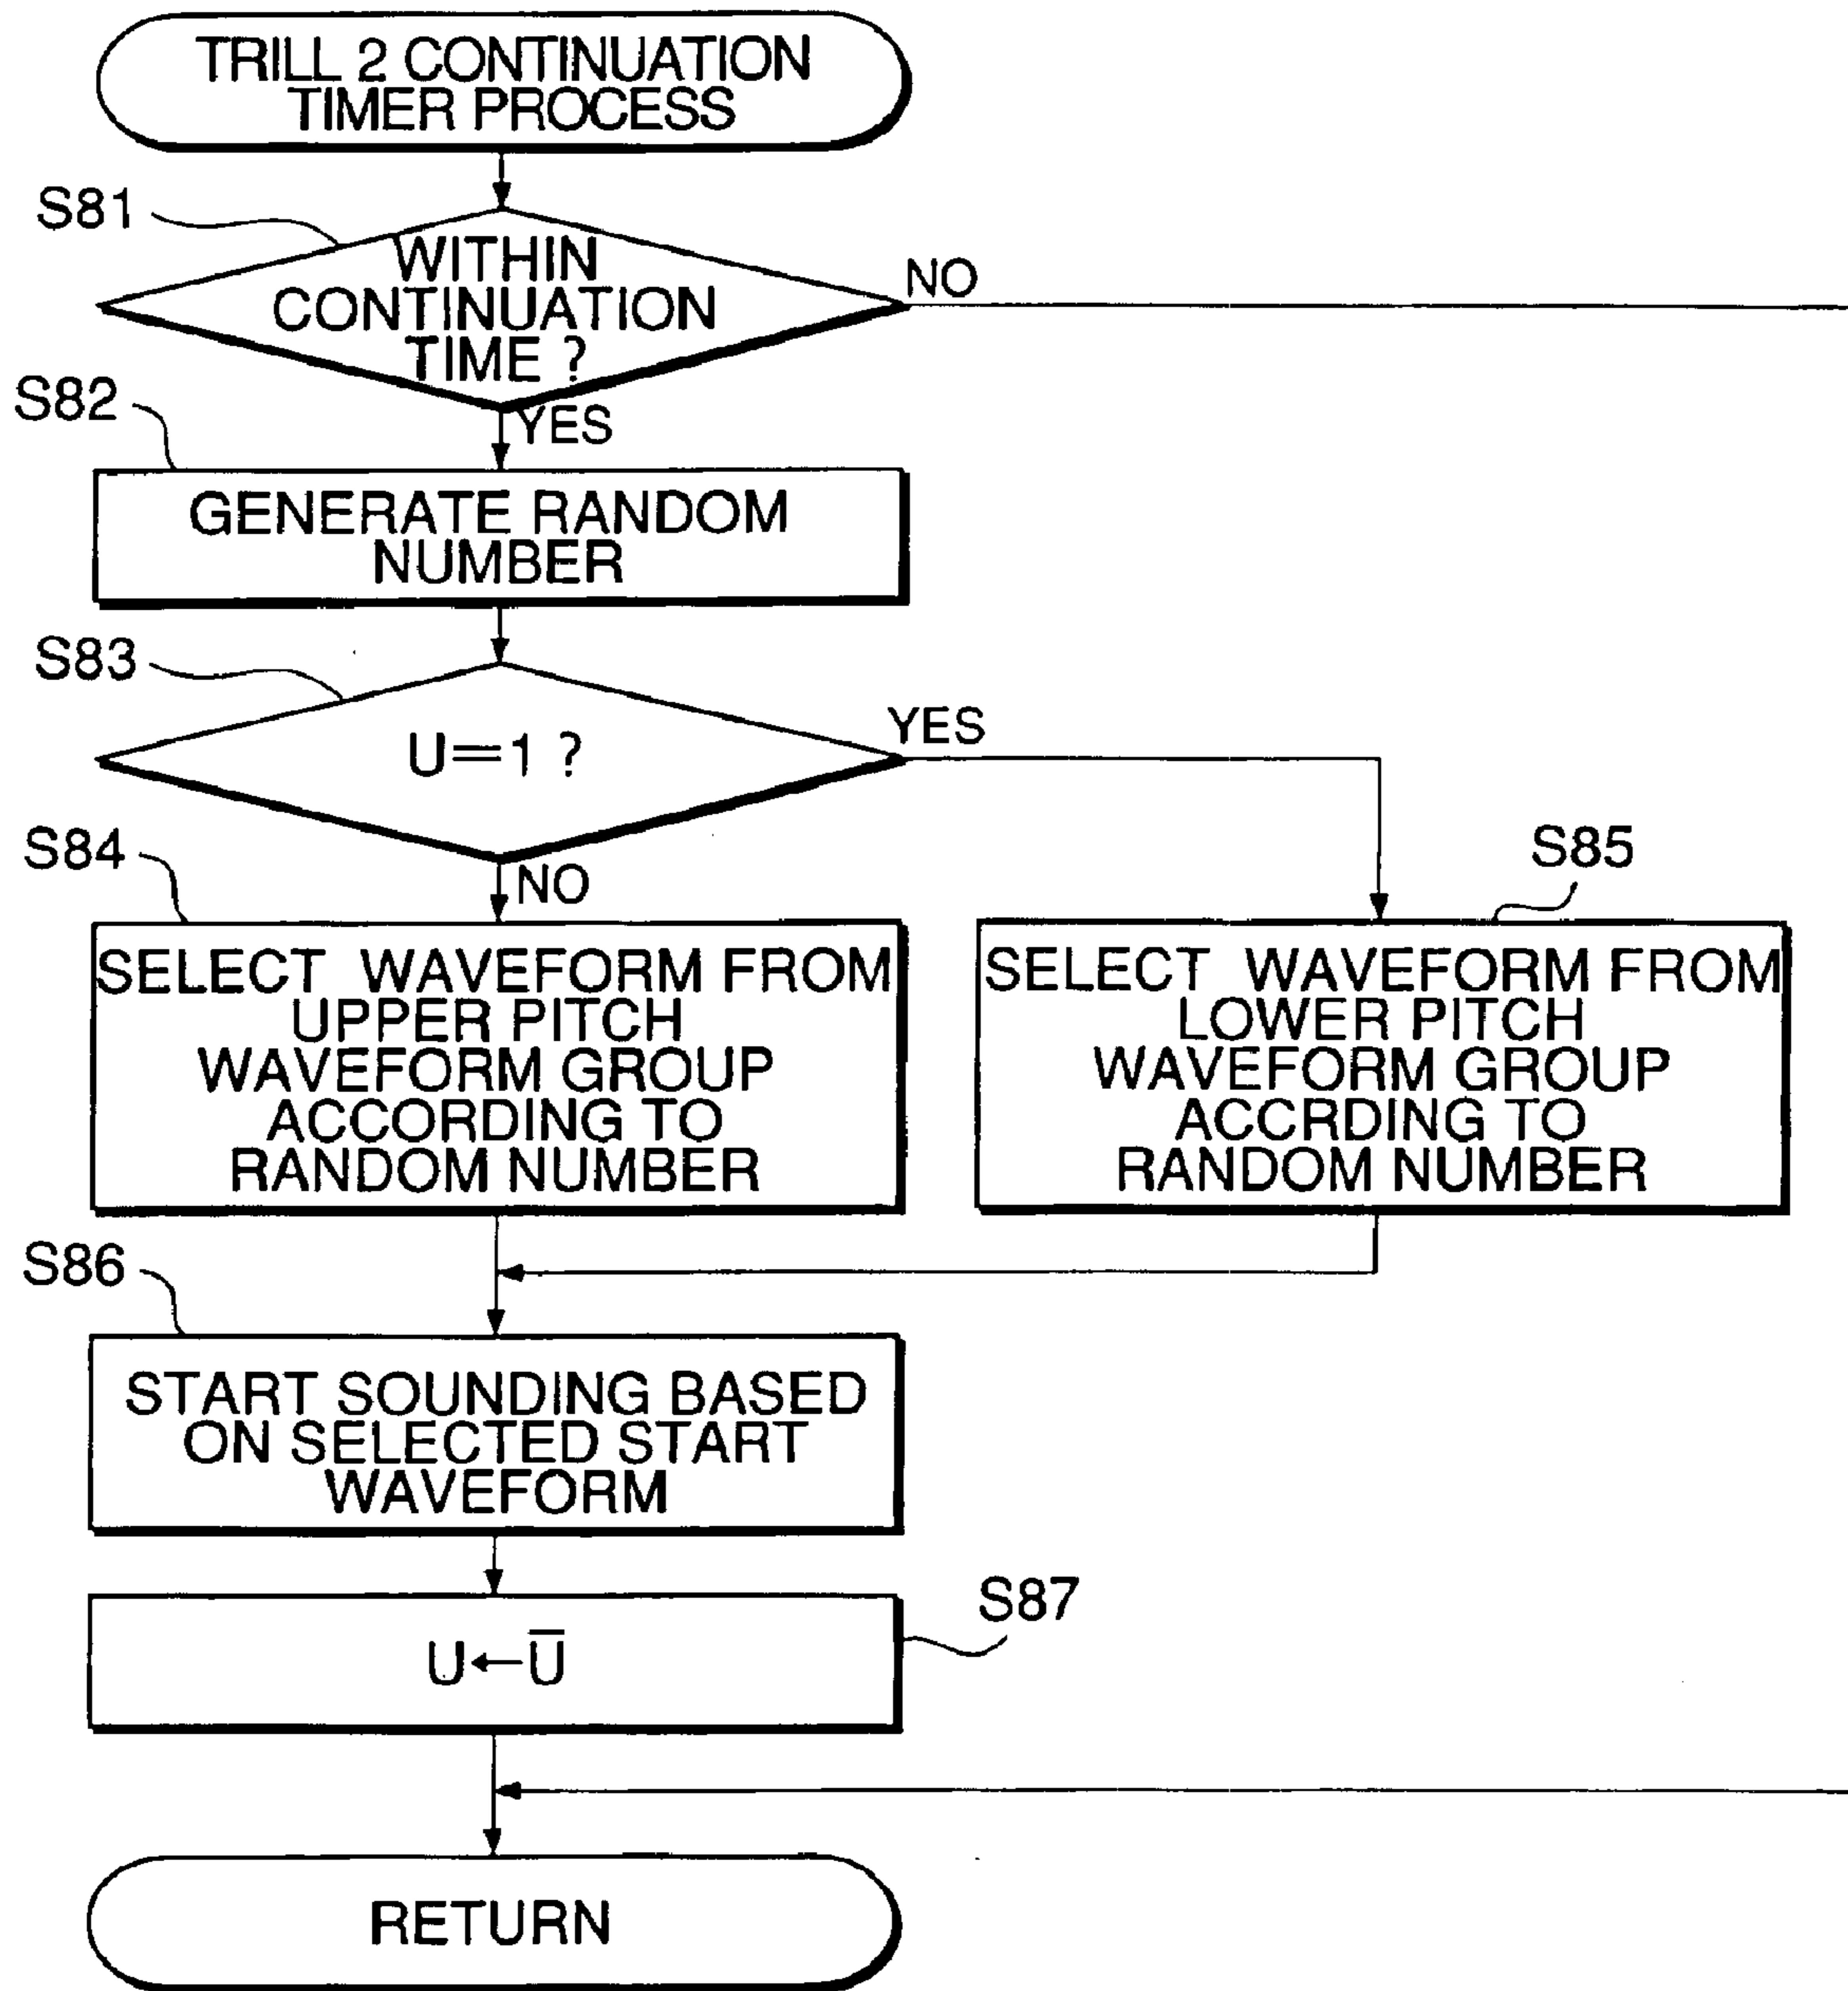 TRILL 2 CONTINUATION
TIMER PROCESS
S81
WITHIN
CONTINUATION
TIME ?
NO
YES
S82
GENERATE RANDOM
NUMBER
S83
U=1 ?
YES
NO
S84
SELECT WAVEFORM FROM
UPPER PITCH
WAVEFORM GROUP
ACCORDING TO
RANDOM NUMBER
S85
SELECT WAVEFORM FROM
LOWER PITCH
WAVEFORM GROUP
ACCRDING TO
RANDOM NUMBER
S86
START SOUNDING BASED
ON SELECTED START
WAVEFORM
S87
U←U̅
RETURN